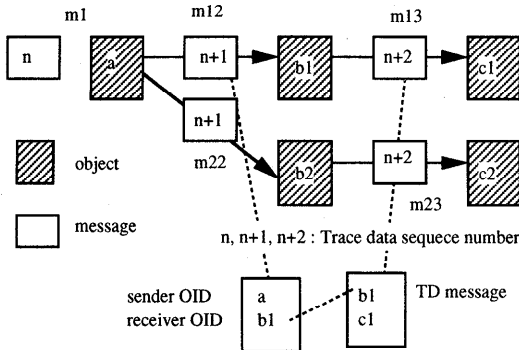 m1 m12 m13
n a n+1 b1 n+2 c1
n+1
m22
b2 n+2 c2
object
m23
message
n, n+1, n+2 : Trace data sequece number
sender OID a b1 TD message
receiver OID b1 c1